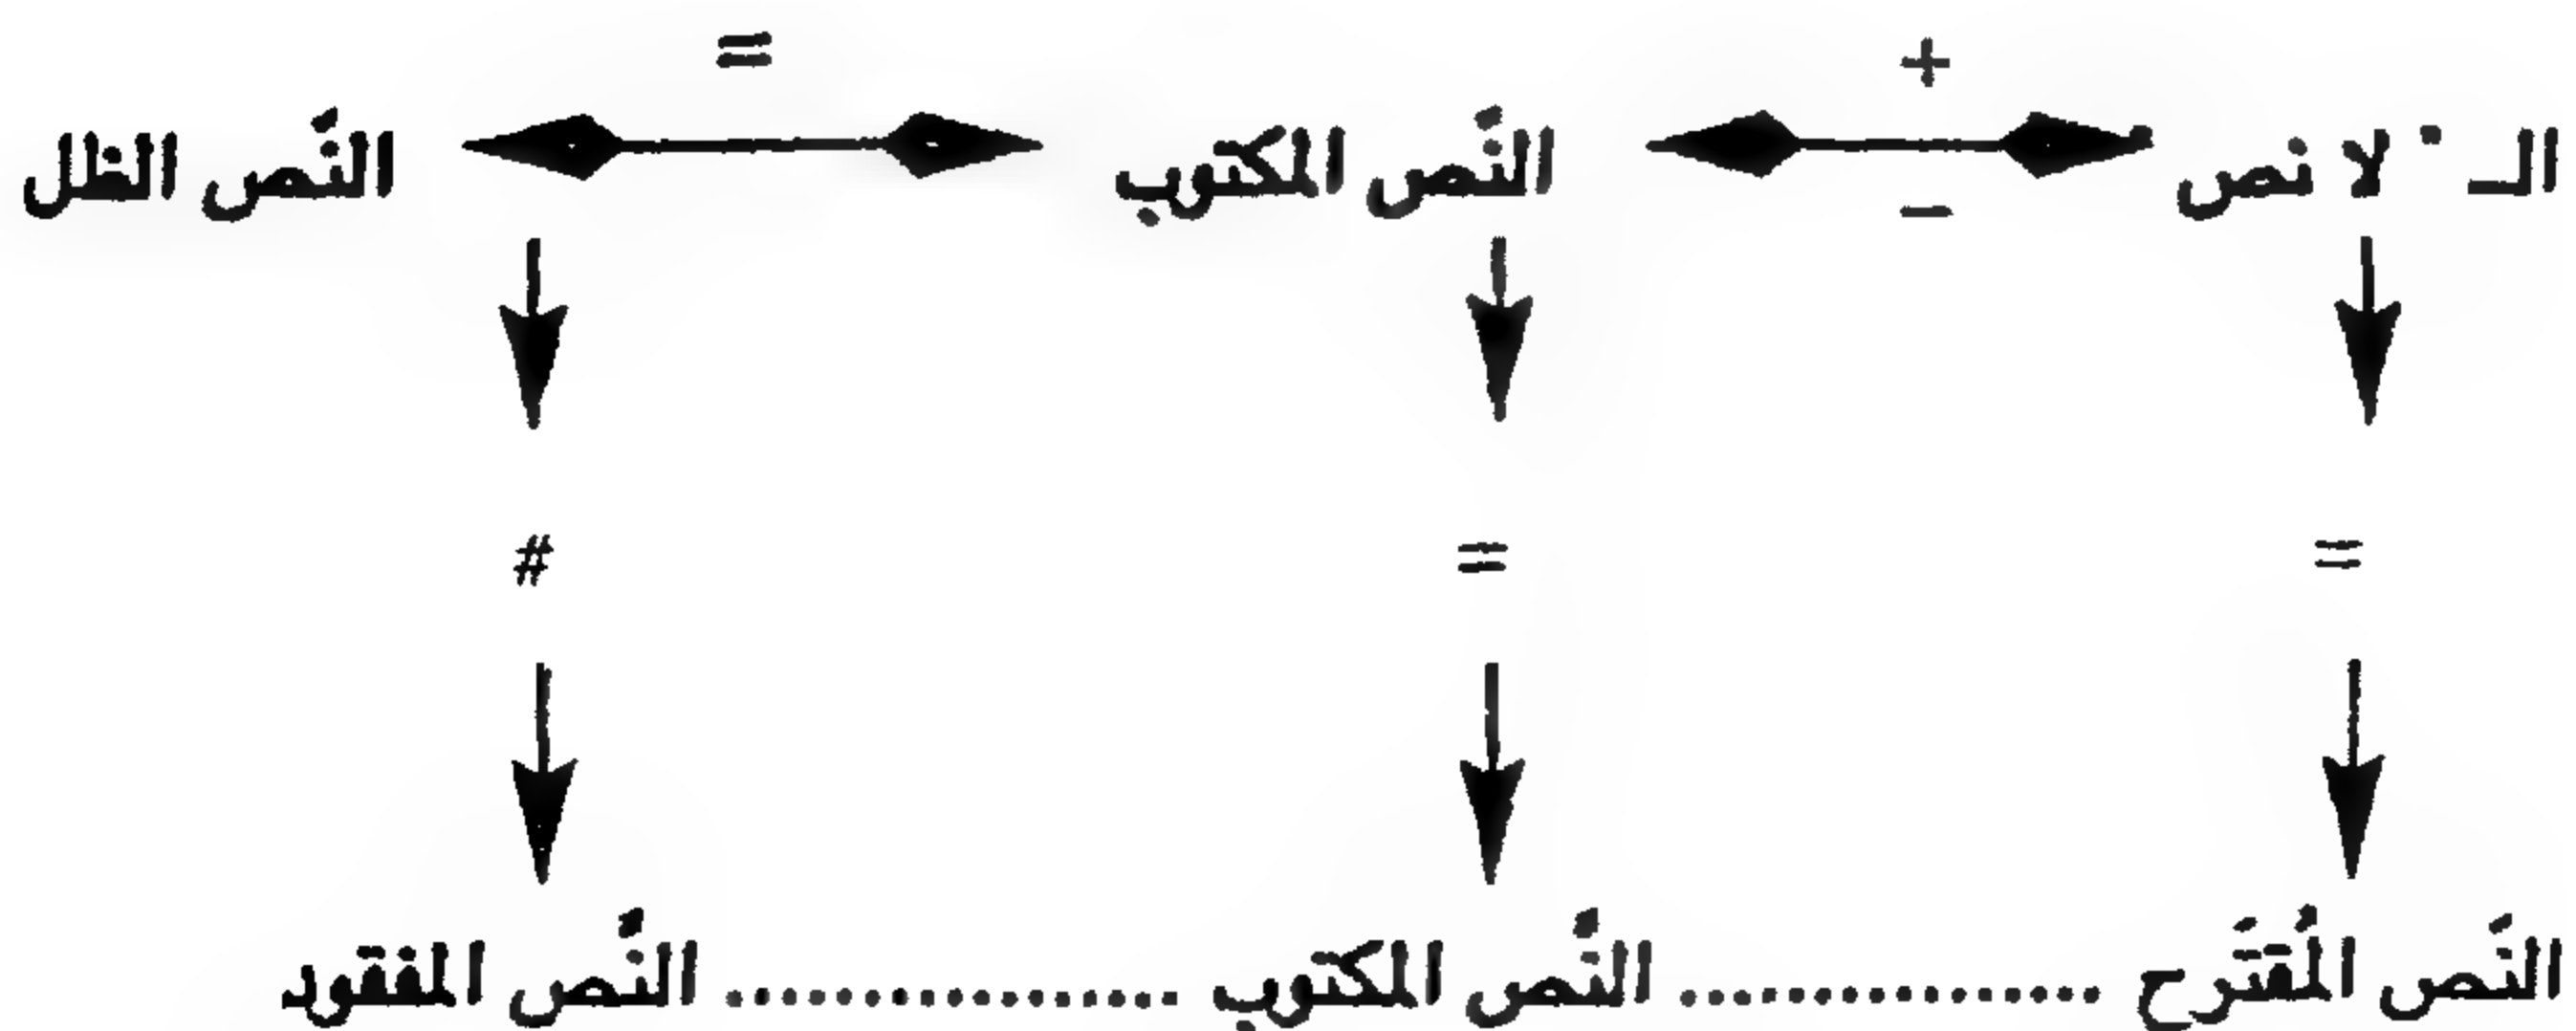 +
=
الـ " لا نص النَّص المكتوب النَّص الظل
−
= = #
النَّص المُقتَرح ............... النَّص المكتوب ................. النَّص المفقود